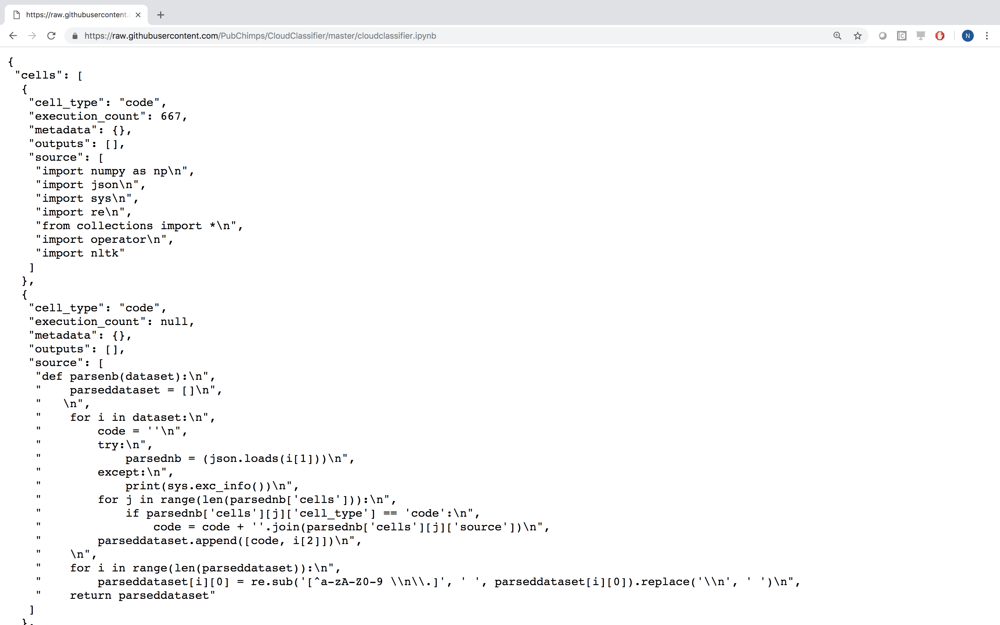 https://raw.githubusercontent.
https://raw.githubusercontent.com/PubChimps/CloudClassifier/master/cloudclassifier.ipynb
C
N
{
 "cells": [
  {
   "cell_type": "code",
   "execution_count": 667,
   "metadata": {},
   "outputs": [],
   "source": [
    "import numpy as np\n",
    "import json\n",
    "import sys\n",
    "import re\n",
    "from collections import *\n",
    "import operator\n",
    "import nltk"
   ]
  },
  {
   "cell_type": "code",
   "execution_count": null,
   "metadata": {},
   "outputs": [],
   "source": [
    "def parsenb(dataset):\n",
    "    parseddataset = []\n",
    "   \n",
    "    for i in dataset:\n",
    "        code = ''\n",
    "        try:\n",
    "            parsednb = (json.loads(i[1]))\n",
    "        except:\n",
    "            print(sys.exc_info())\n",
    "        for j in range(len(parsednb['cells'])):\n",
    "            if parsednb['cells'][j]['cell_type'] == 'code':\n",
    "                code = code + ''.join(parsednb['cells'][j]['source'])\n",
    "        parseddataset.append([code, i[2]])\n",
    "    \n",
    "    for i in range(len(parseddataset)):\n",
    "        parseddataset[i][0] = re.sub('[^a-zA-Z0-9 \\n\\.]', ' ', parseddataset[i][0]).replace('\\n', ' ')\n",
    "    return parseddataset"
   ]
  },